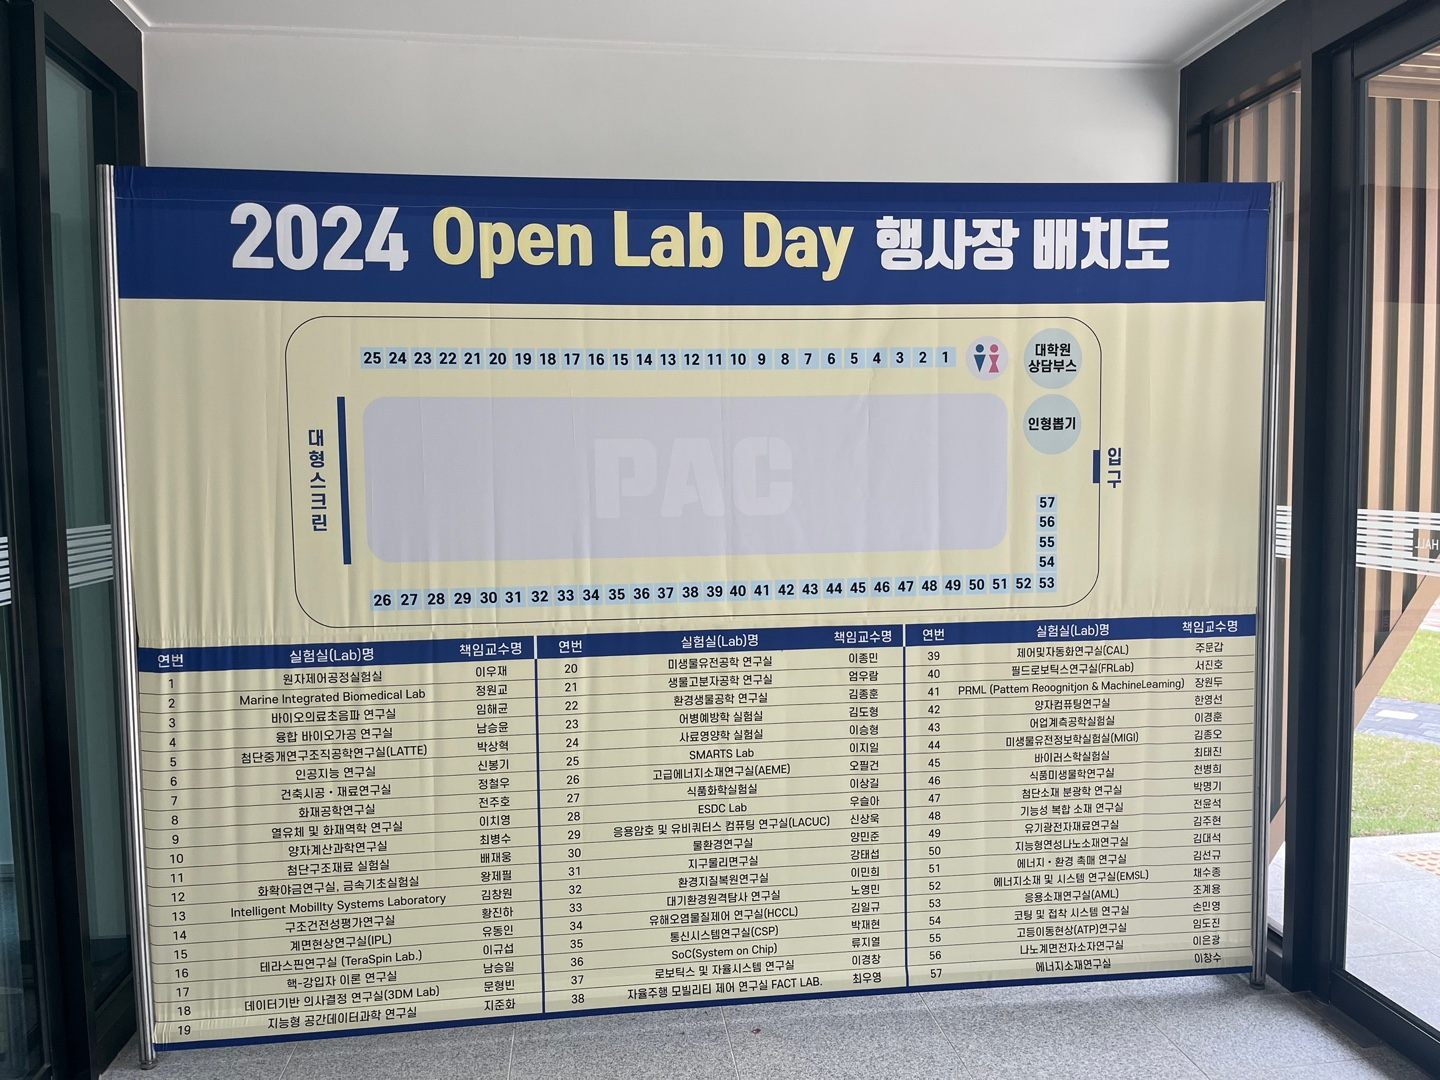 2024 Open Lab Day 행사장 배치도
25 24 23 22 21 20 19 18 17 16 15 14 13 12 11 10 9 8 7 6 5 4 3 2 1
대학원
상담부스
인형뽑기
대형스크린
PAC
입구
57
56
55
54
26 27 28 29 30 31 32 33 34 35 36 37 38 39 40 41 42 43 44 45 46 47 48 49 50 51 52 53
연번 실험실(Lab)명 책임교수명
1 원자제어공정실험실 이우재
2 Marine Integrated Biomedical Lab 정원교
3 바이오의료초음파 연구실 임해균
4 융합 바이오가공 연구실 남승윤
5 첨단중개연구조직공학연구실(LATTE) 박상혁
6 인공지능 연구실 신봉기
7 건축시공・재료연구실 정철우
8 화재공학연구실 전주호
9 열유체 및 화재역학 연구실 이치영
10 양자계산과학연구실 최병수
11 첨단구조재료 실험실 배재웅
12 화학야금연구실, 금속기초실험실 왕제필
13 Intelligent Mobillty Systems Laboratory 김창원
14 구조건전성평가연구실 황진하
15 계면현상연구실(IPL) 유동인
16 테라스핀연구실 (TeraSpin Lab.) 이규섭
17 핵-강입자 이론 연구실 남승일
18 데이터기반 의사결정 연구실(3DM Lab) 문형빈
19 지능형 공간데이터과학 연구실 지준화
연번 실험실(Lab)명 책임교수명
20 미생물유전공학 연구실 이종민
21 생물고분자공학 연구실 엄우람
22 환경생물공학 연구실 김종훈
23 어병예방학 실험실 김도형
24 사료영양학 실험실 이승형
25 SMARTS Lab 이지일
26 고급에너지소재연구실(AEME) 오필건
27 식품화학실험실 이상길
28 ESDC Lab 우슬아
29 응용암호 및 유비쿼터스 컴퓨팅 연구실(LACUC) 신상욱
30 물환경연구실 양민준
31 지구물리면구실 강태섭
32 환경지질복원연구실 이민희
33 대기환경원격탐사 연구실 노영민
34 유해오염물질제어 연구실(HCCL) 김일규
35 통신시스템연구실(CSP) 박재현
36 SoC(System on Chip) 류지열
37 로보틱스 및 자율시스템 연구실 이경창
38 자율주행 모빌리티 제어 연구실 FACT LAB. 최우영
연번 실험실(Lab)명 책임교수명
39 제어및자동화연구실(CAL) 주문갑
40 필드로보틱스연구실(FRLab) 서진호
41 PRML (Pattem Reoognitjon & MachineLeaming) 장원두
42 양자컴퓨팅연구실 한영선
43 어업계측공학실험실 이경훈
44 미생물유전정보학실험실(MIGI) 김종오
45 바이러스학실험실 최태진
46 식품미생물학연구실 천병희
47 첨단소재 분광학 연구실 박명기
48 기능성 복합 소재 연구실 전윤석
49 유기광전자재료연구실 김주현
50 지능형연성나노소재연구실 김대석
51 에너지・환경 촉매 연구실 김선규
52 에너지소재 및 시스템 연구실(EMSL) 채수종
53 응용소재연구실(AML) 조계용
54 코팅 및 접착 시스템 연구실 손민영
55 고등이동현상(ATP)연구실 임도진
56 나노계면전자소자연구실 이은광
57 에너지소재연구실 이창수